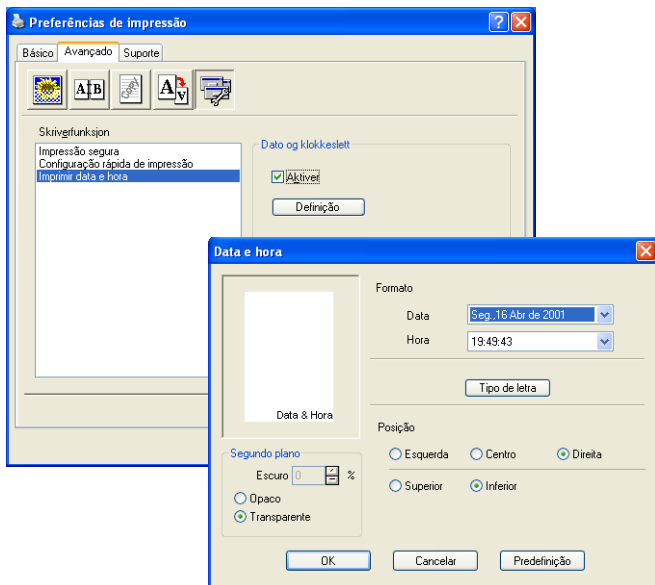 Preferências de impressão
Básico Avançado Suporte
A B
A A
Skriverfunksjon
Impressão segura
Configuração rápida de impressão
Imprimir data e hora
Dato og klokkeslett
Aktiver
Definição
Data e hora
Data & Hora
Formato
Data Seg.,16 Abr de 2001
Hora 19:49:43
Tipo de letra
Posição
Esquerda Centro Direita
Superior Inferior
Segundo plano
Escuro 0 %
Opaco
Transparente
OK Cancelar Predefinição